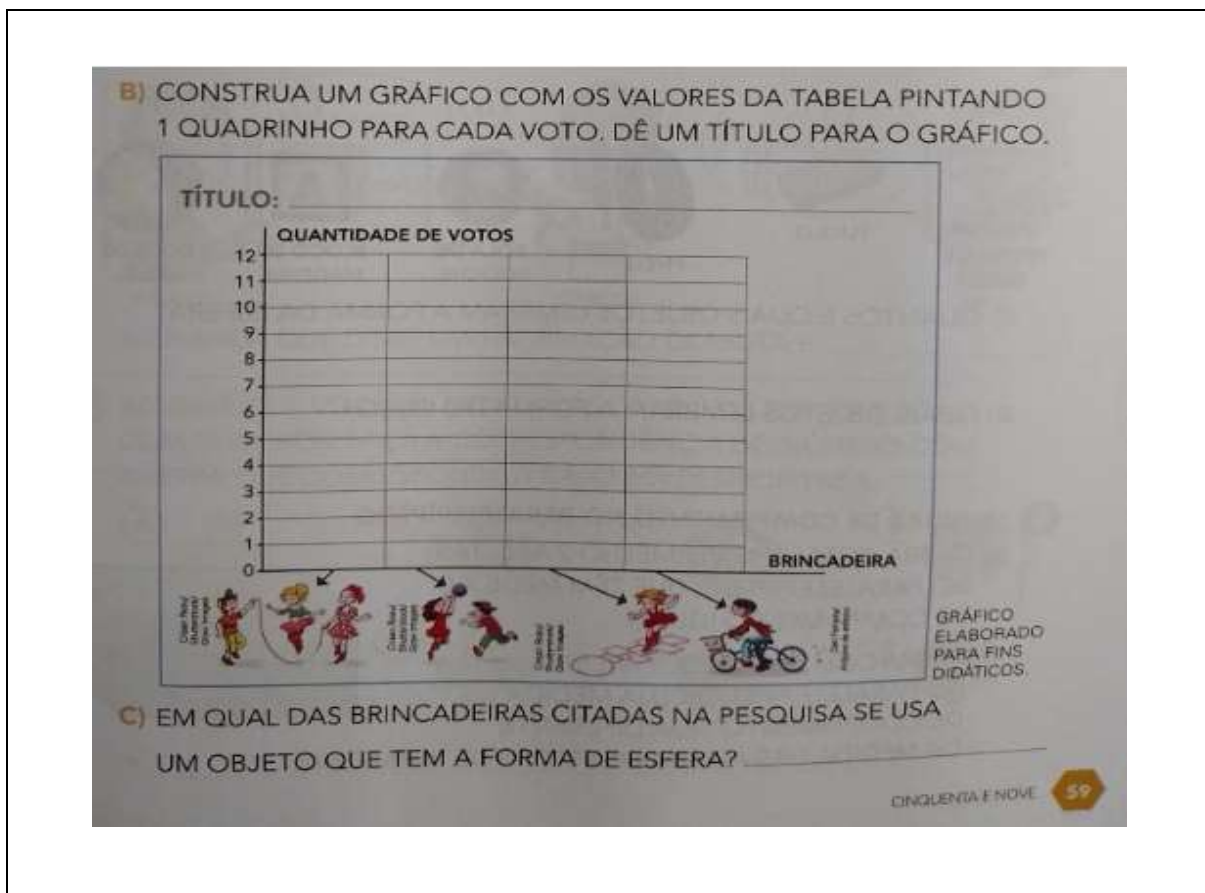 B) CONSTRUA UM GRÁFICO COM OS VALORES DA TABELA PINTANDO
1 QUADRINHO PARA CADA VOTO. DÊ UM TÍTULO PARA O GRÁFICO.
TÍTULO:
QUANTIDADE DE VOTOS
12
11
10
9
8
7
6
5
4
3
2
1
0
BRINCADEIRA
GRÁFICO
ELABORADO
PARA FINS
DIDÁTICOS.
C) EM QUAL DAS BRINCADEIRAS CITADAS NA PESQUISA SE USA
UM OBJETO QUE TEM A FORMA DE ESFERA?
CINQUENTA E NOVE 59